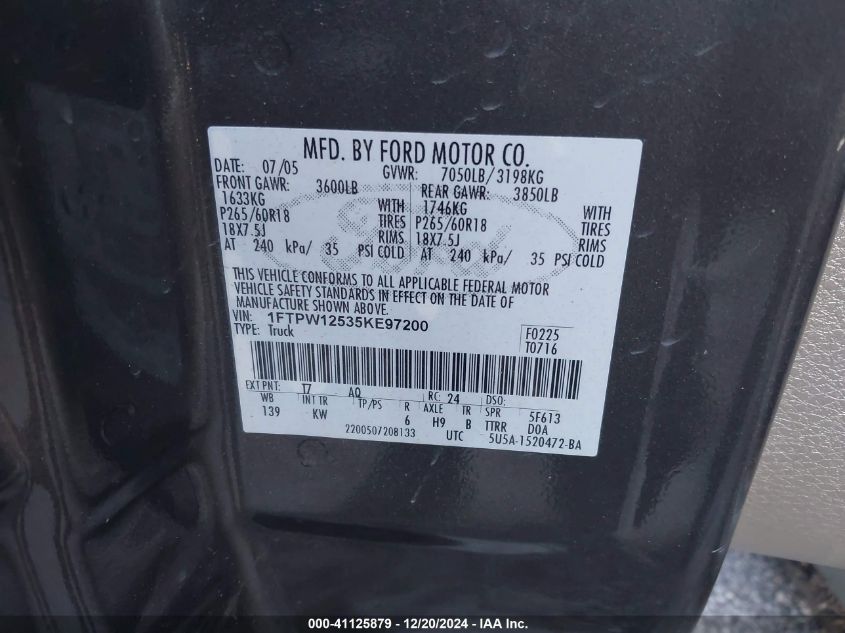 MFD. BY FORD MOTOR CO.
DATE: 07/05 GVWR: 7050LB/3198KG
FRONT GAWR: 3600LB REAR GAWR: 3850LB
1633KG WITH 1746KG WITH
P265/60R18 TIRES P265/60R18 TIRES
18X7.5J RIMS 18X7.5J RIMS
AT 240 kPa/ 35 PSI COLD AT 240 kPa/ 35 PSI COLD
THIS VEHICLE CONFORMS TO ALL APPLICABLE FEDERAL MOTOR
VEHICLE SAFETY STANDARDS IN EFFECT ON THE DATE OF
MANUFACTURE SHOWN ABOVE.
VIN: 1FTPW12535KE97200
TYPE: Truck
F0225
T0716
EXT PNT: T7 AQ RC: 24 DSO:
WB INT TR TP/PS R AXLE TR SPR 5F613
139 KW 6 H9 B TTRR DOA
2200507208133 UTC 5U5A-1520472-BA
Ford
000-41125879 - 12/20/2024 - IAA Inc.